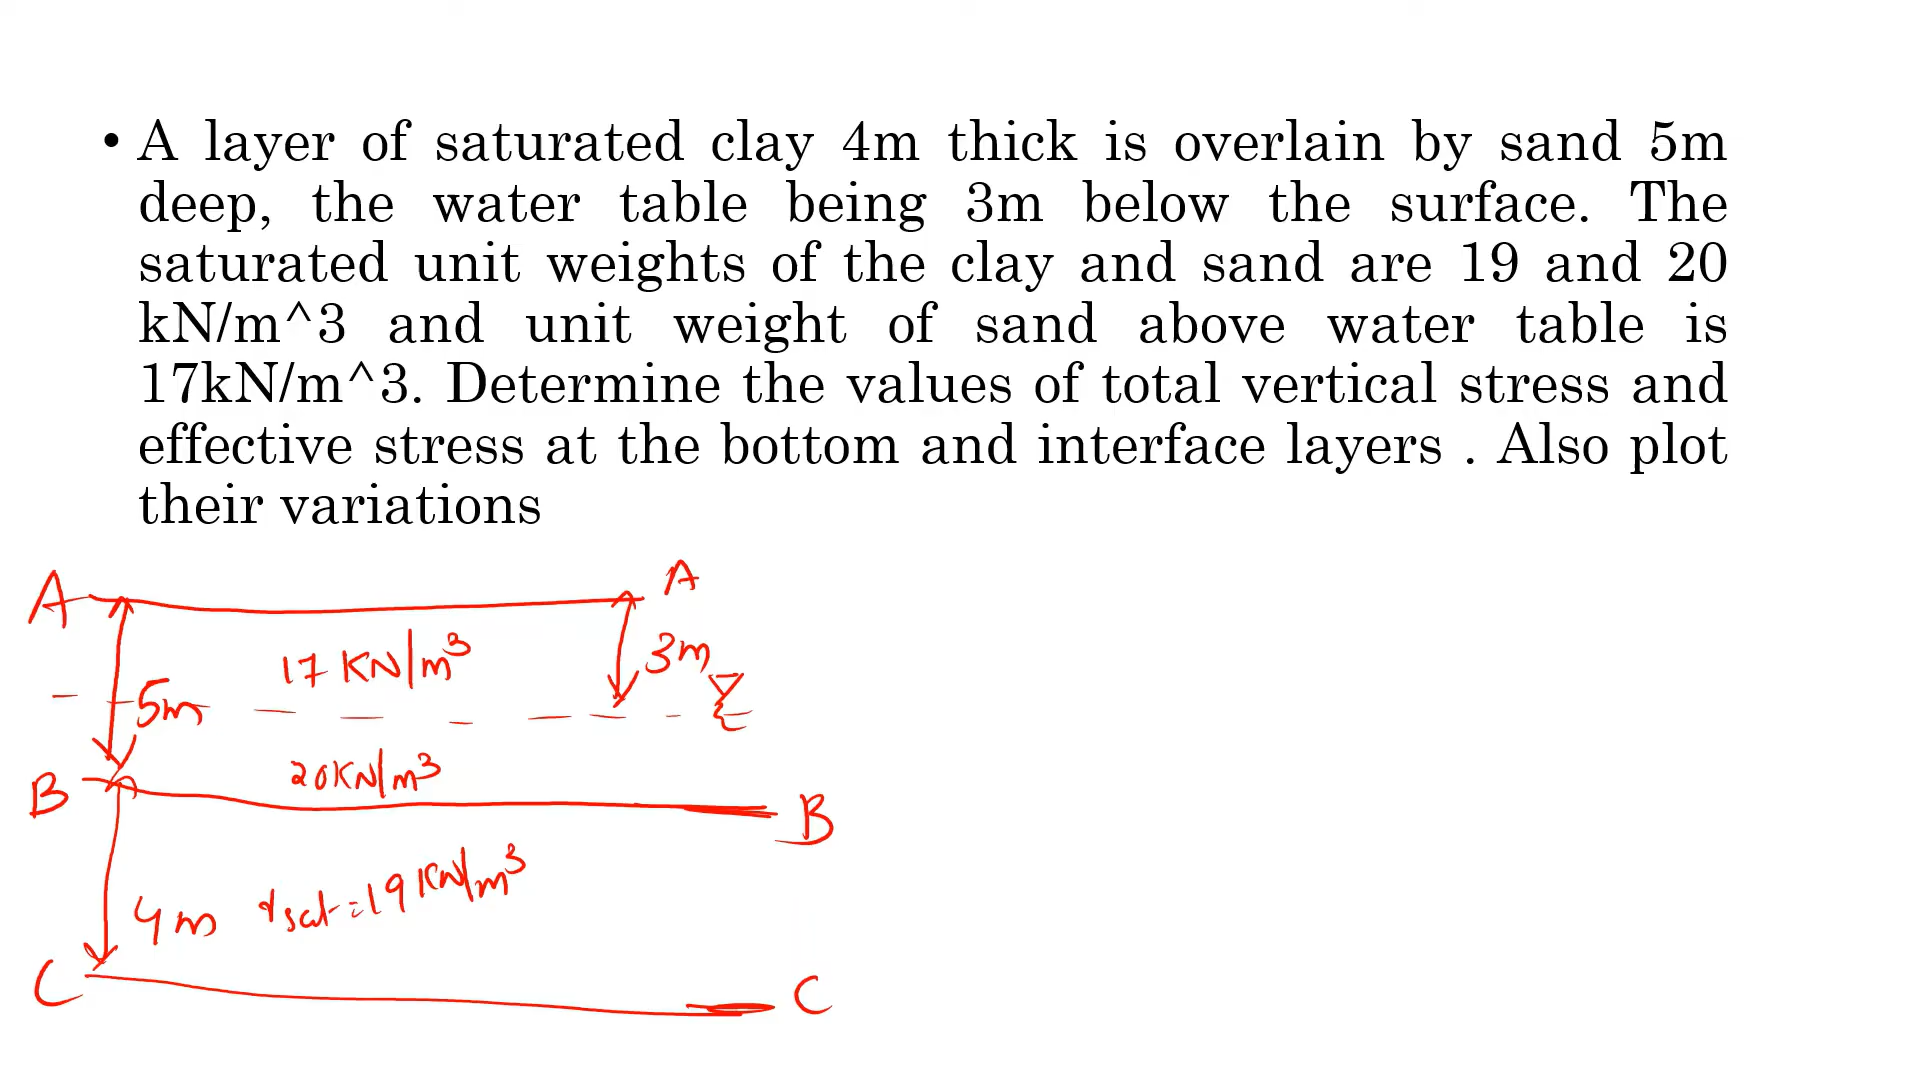 • A layer of saturated clay 4m thick is overlain by sand 5m
deep, the water table being 3m below the surface. The
saturated unit weights of the clay and sand are 19 and 20
kN/m^3 and unit weight of sand above water table is
17kN/m^3. Determine the values of total vertical stress and
effective stress at the bottom and interface layers . Also plot
their variations
A A
17 KN/m³ 3m
5m
20KN/m³
B B
4m γsat=19 KN/m³
C C